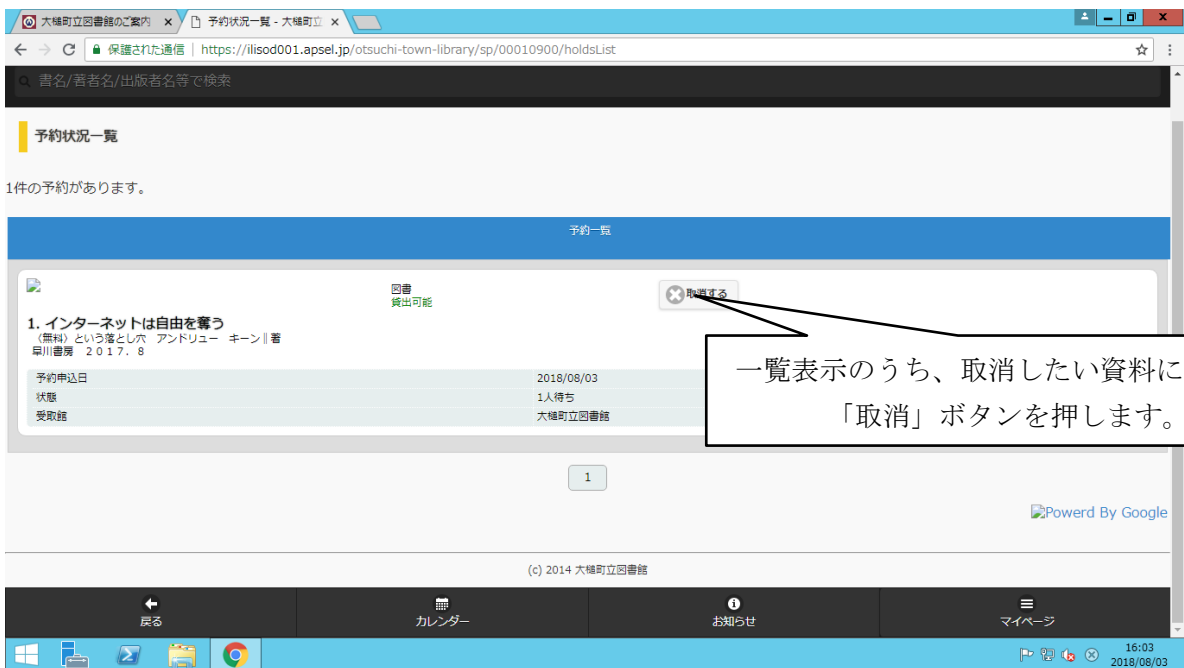 大槌町立図書館のご案内
予約状況一覧 - 大槌町立
保護された通信 | https://ilisod001.apsel.jp/otsuchi-town-library/sp/00010900/holdsList
書名/著者名/出版者名等で検索
予約状況一覧
1件の予約があります。
予約一覧
図書
貸出可能
取消する
1. インターネットは自由を奪う
〈無料〉という落とし穴 アンドリュー キーン∥著
早川書房 2017.8
予約申込日 2018/08/03
状態 1人待ち
受取館 大槌町立図書館
一覧表示のうち、取消したい資料に
「取消」ボタンを押します。
1
Powerd By Google
(c) 2014 大槌町立図書館
戻る カレンダー お知らせ マイページ
16:03
2018/08/03